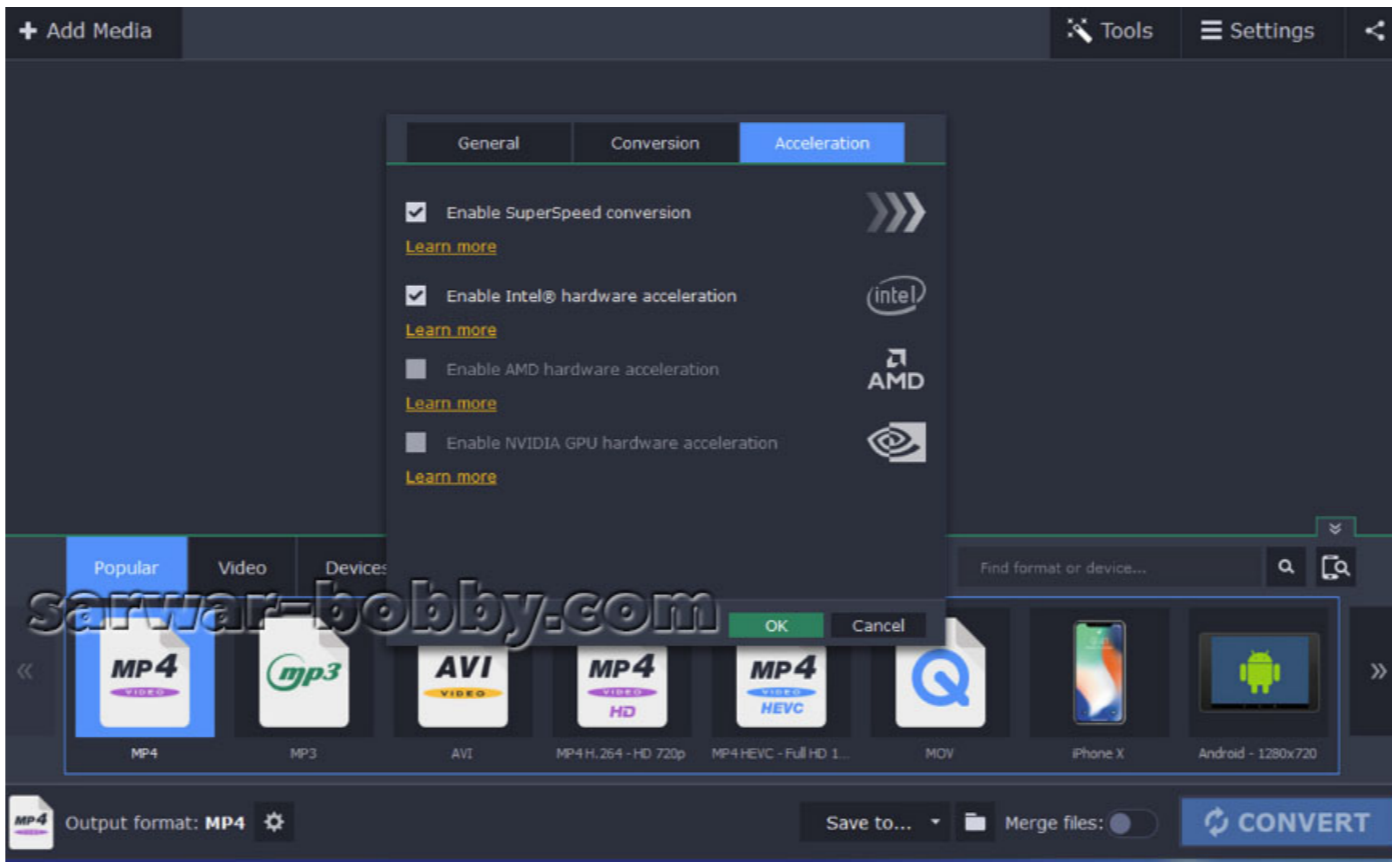 Add Media
Tools
Settings
General
Conversion
Acceleration
Enable SuperSpeed conversion
Learn more
Enable Intel® hardware acceleration
intel
Learn more
Enable AMD hardware acceleration
AMD
Learn more
Enable NVIDIA GPU hardware acceleration
Learn more
Popular
Video
Devices
Find format or device...
sarwar-bobby.com
OK
Cancel
MP4 VIDEO
mp3
AVI VIDEO
MP4 VIDEO HD
MP4 VIDEO HEVC
MP4
MP3
AVI
MP4 H.264 - HD 720p
MP4 HEVC - Full HD 1...
MOV
iPhone X
Android - 1280x720
MP4
Output format: MP4
Save to...
Merge files:
CONVERT